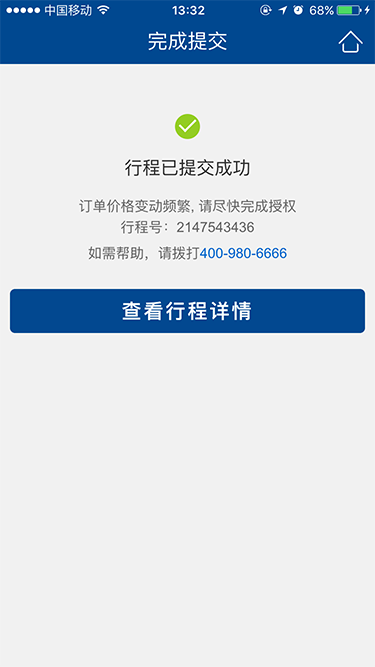 中国移动 13:32 68%
完成提交
行程已提交成功
订单价格变动频繁, 请尽快完成授权
行程号：2147543436
如需帮助，请拨打400-980-6666
查看行程详情